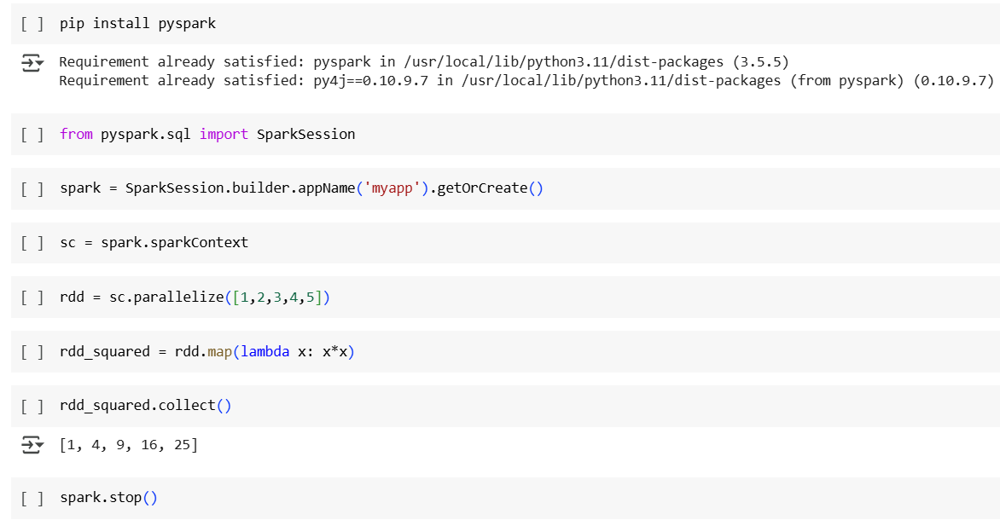 [ ] pip install pyspark
Requirement already satisfied: pyspark in /usr/local/lib/python3.11/dist-packages (3.5.5)
Requirement already satisfied: py4j==0.10.9.7 in /usr/local/lib/python3.11/dist-packages (from pyspark) (0.10.9.7)
[ ] from pyspark.sql import SparkSession
[ ] spark = SparkSession.builder.appName('myapp').getOrCreate()
[ ] sc = spark.sparkContext
[ ] rdd = sc.parallelize([1,2,3,4,5])
[ ] rdd_squared = rdd.map(lambda x: x*x)
[ ] rdd_squared.collect()
[1, 4, 9, 16, 25]
[ ] spark.stop()